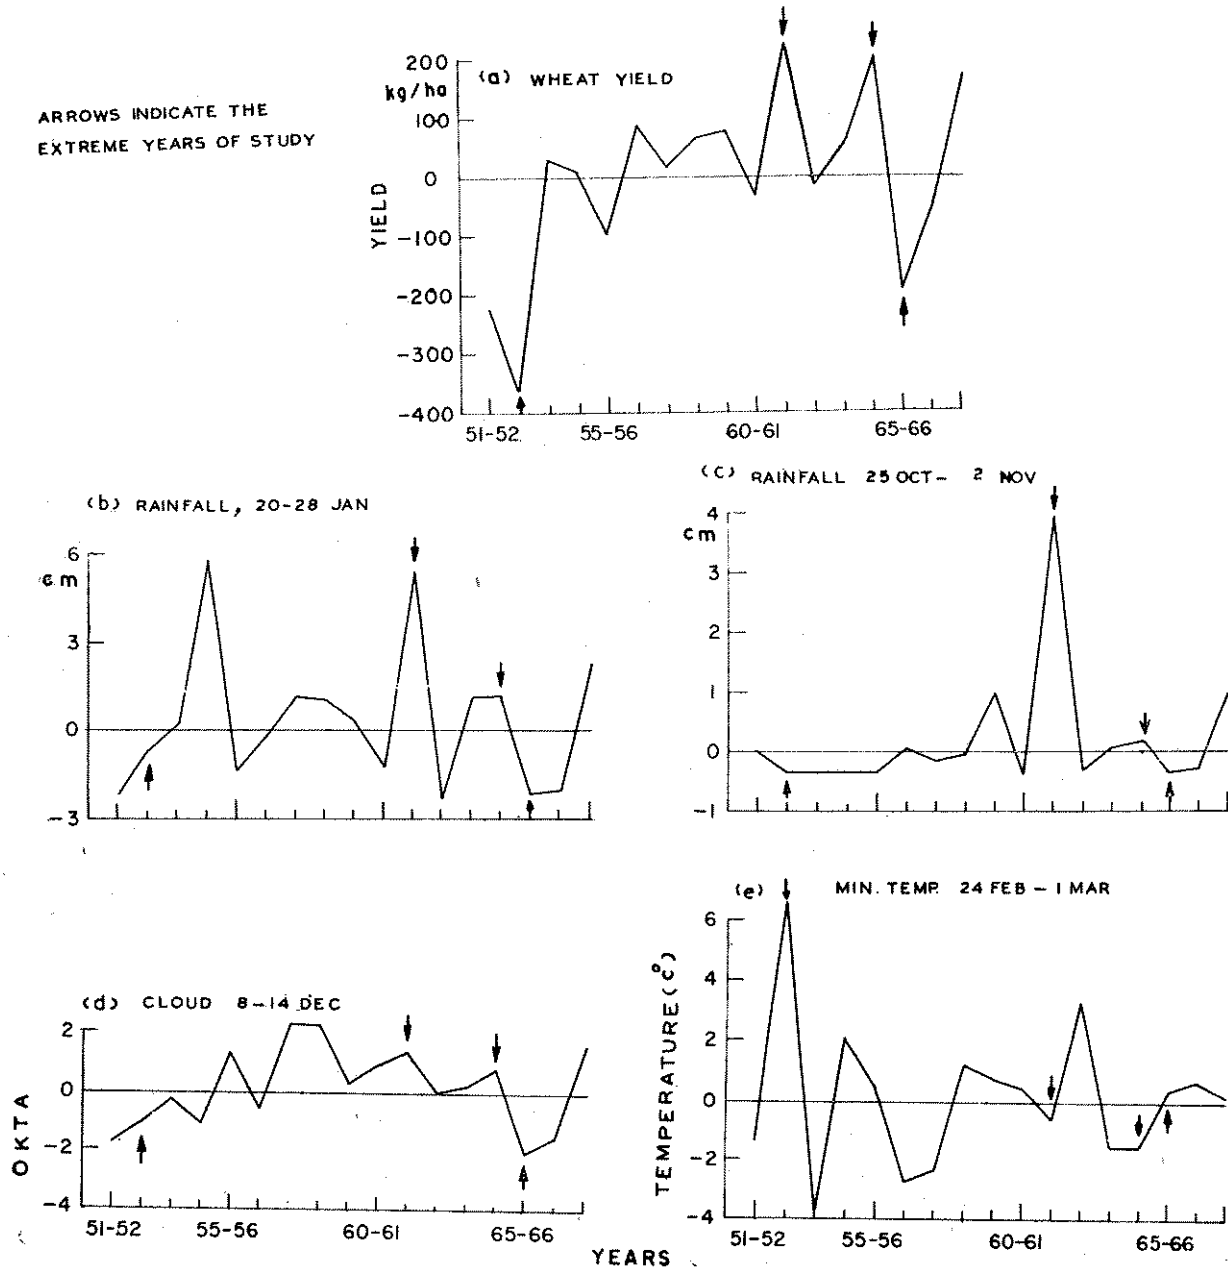 ARROWS INDICATE THE
EXTREME YEARS OF STUDY
(a) WHEAT YIELD
kg/ha
YIELD
200
100
0
-100
-200
-300
-400
51-52
55-56
60-61
65-66
(b) RAINFALL, 20-28 JAN
cm
6
3
0
-3
(c) RAINFALL 25 OCT - 2 NOV
cm
4
3
2
1
0
-1
(d) CLOUD 8-14 DEC
OKTA
2
0
-2
-4
51-52
55-56
60-61
65-66
(e) MIN. TEMP. 24 FEB - 1 MAR
TEMPERATURE (C°)
6
4
2
0
-2
-4
51-52
55-56
60-61
65-66
YEARS